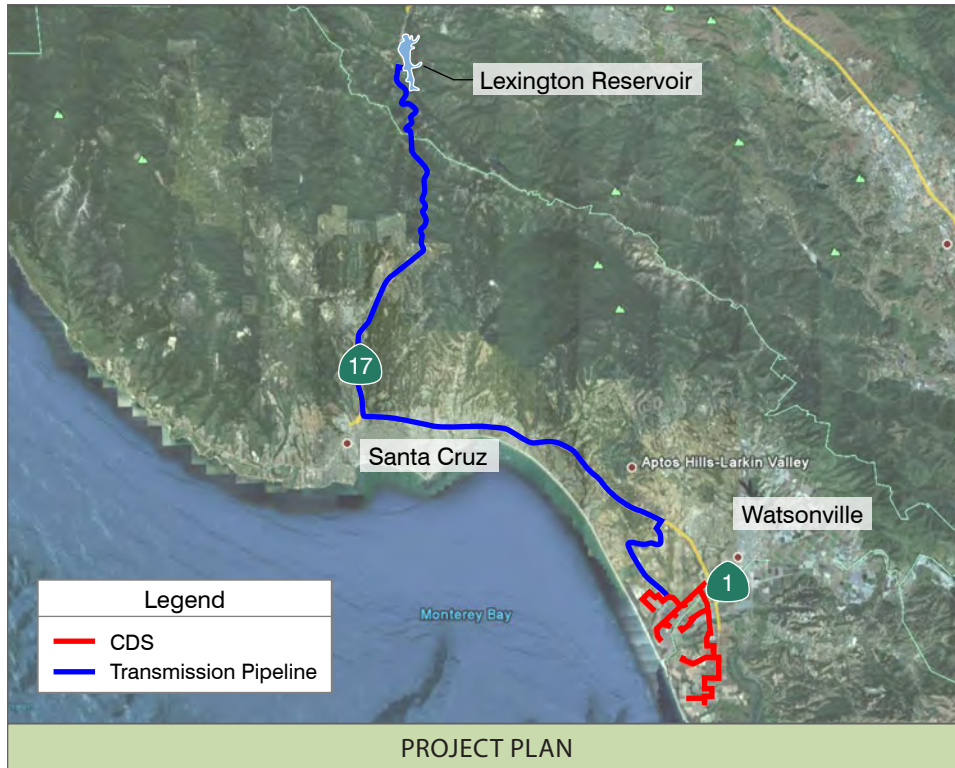 Lexington Reservoir
17
Santa Cruz
Aptos Hills-Larkin Valley
Watsonville
1
Monterey Bay
Legend
CDS
Transmission Pipeline
PROJECT PLAN